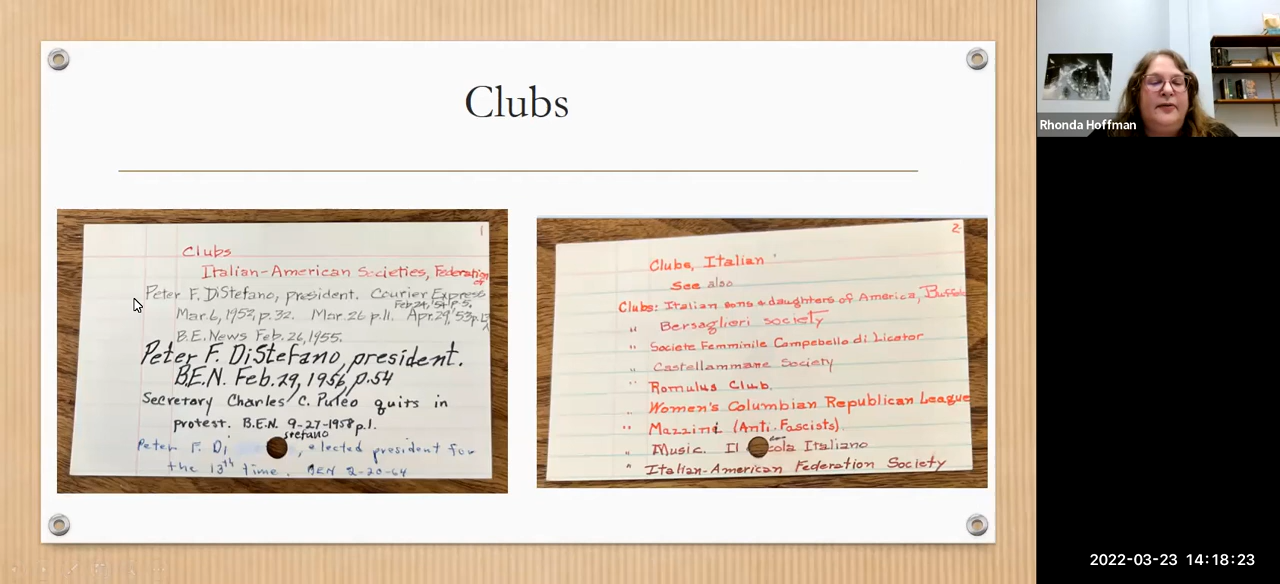 Clubs
1
Clubs
Italian-American Societies, Federation
of
Peter F. DiStefano, president. Courier Express
Feb. 24, '51 p. 5,
Mar. 6, 1952, p. 32. Mar. 26 p.11. Apr. 29, '53 p.
B.E. News Feb. 26, 1955.
Peter F. DiStefano, president.
B.E.N. Feb. 29, 1956, p.54
Secretary Charles C. Puleo quits in
protest. B.E.N. 9-27-1958 p.1.
stefano
Peter F. Di , elected president for
the 13th time. BEN 2-20-64
2
Clubs, Italian
See also
Clubs: Italian sons & daughters of America, Buffalo
" Bersaglieri society
" Societe Femminile Campebello di Licator
" Castellammare Society
" Romulus Club.
" Women's Columbian Republican League
" Mazzini (Anti-Fascists).
" Music. Il cola Italiano
" Italian-American Federation Society
Rhonda Hoffman
2022-03-23 14:18:23